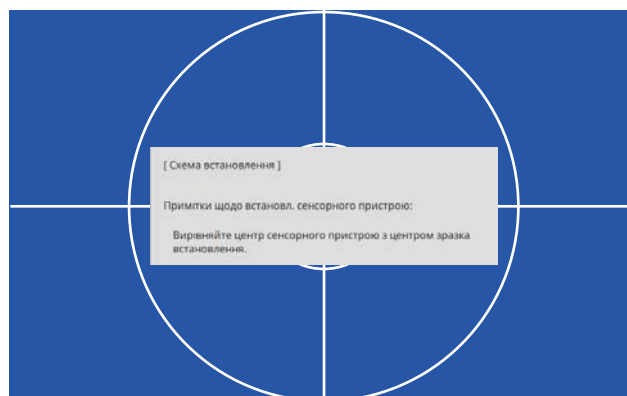 [ Схема встановлення ]
Примітки щодо встановл. сенсорного пристрою:
Вирівняйте центр сенсорного пристрою з центром зразка
встановлення.